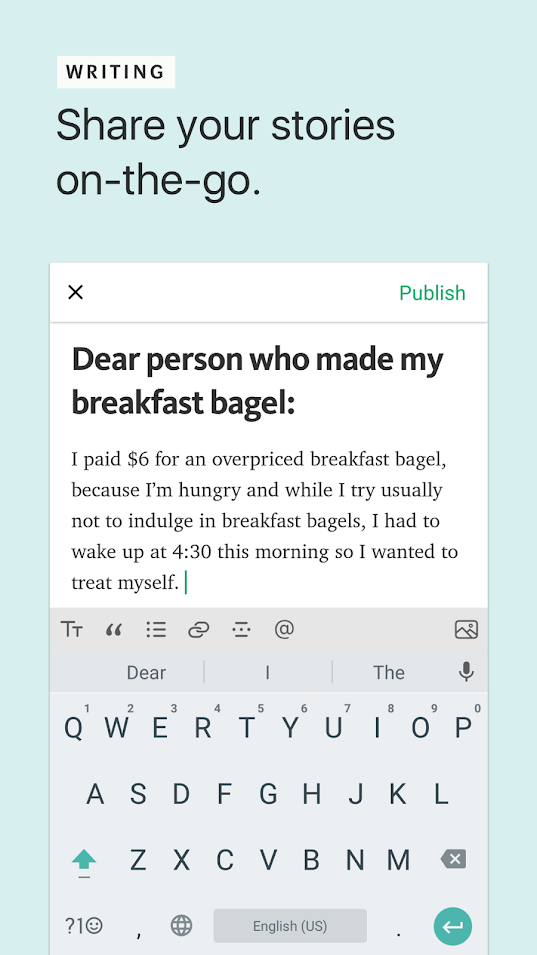 WRITING
Share your stories
on-the-go.
Publish
Dear person who made my
breakfast bagel:
I paid $6 for an overpriced breakfast bagel,
because I’m hungry and while I try usually
not to indulge in breakfast bagels, I had to
wake up at 4:30 this morning so I wanted to
treat myself.
TT “ @
Dear I The
1 2 3 4 5 6 7 8 9 0
Q W E R T Y U I O P
A S D F G H J K L
Z X C V B N M
?1☺ , English (US) .